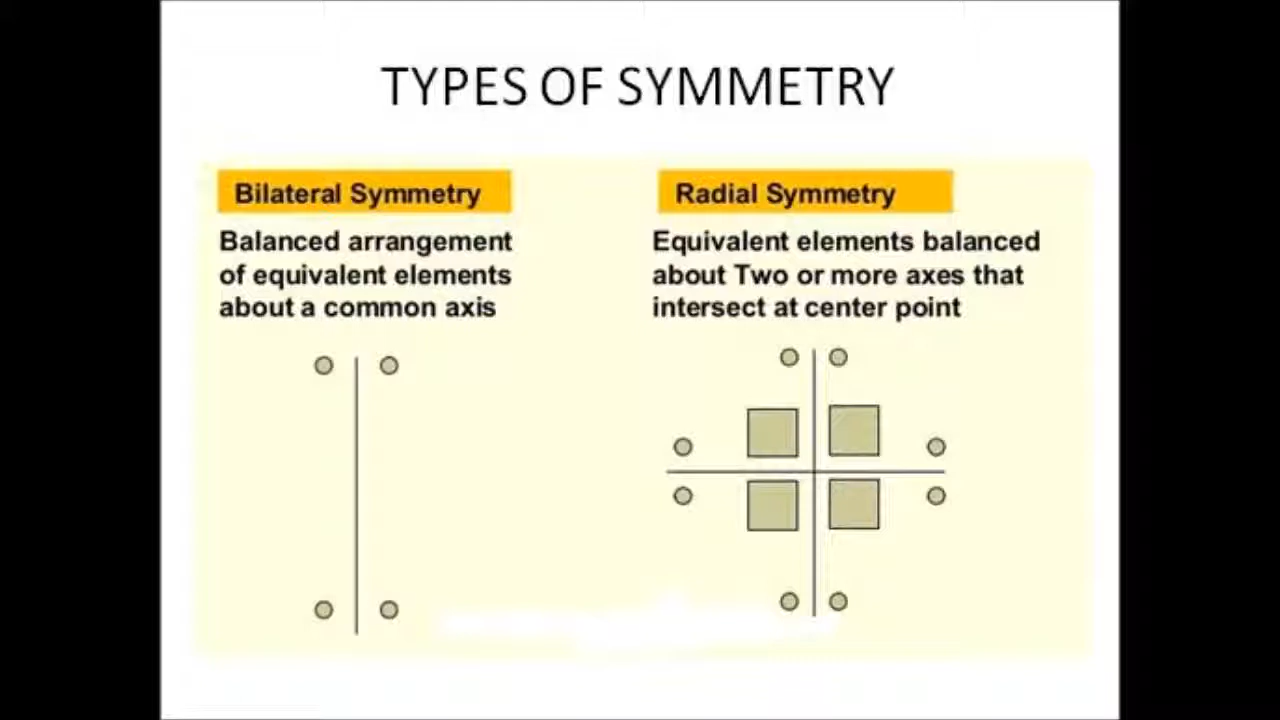 TYPES OF SYMMETRY
Bilateral Symmetry
Balanced arrangement
of equivalent elements
about a common axis
Radial Symmetry
Equivalent elements balanced
about Two or more axes that
intersect at center point